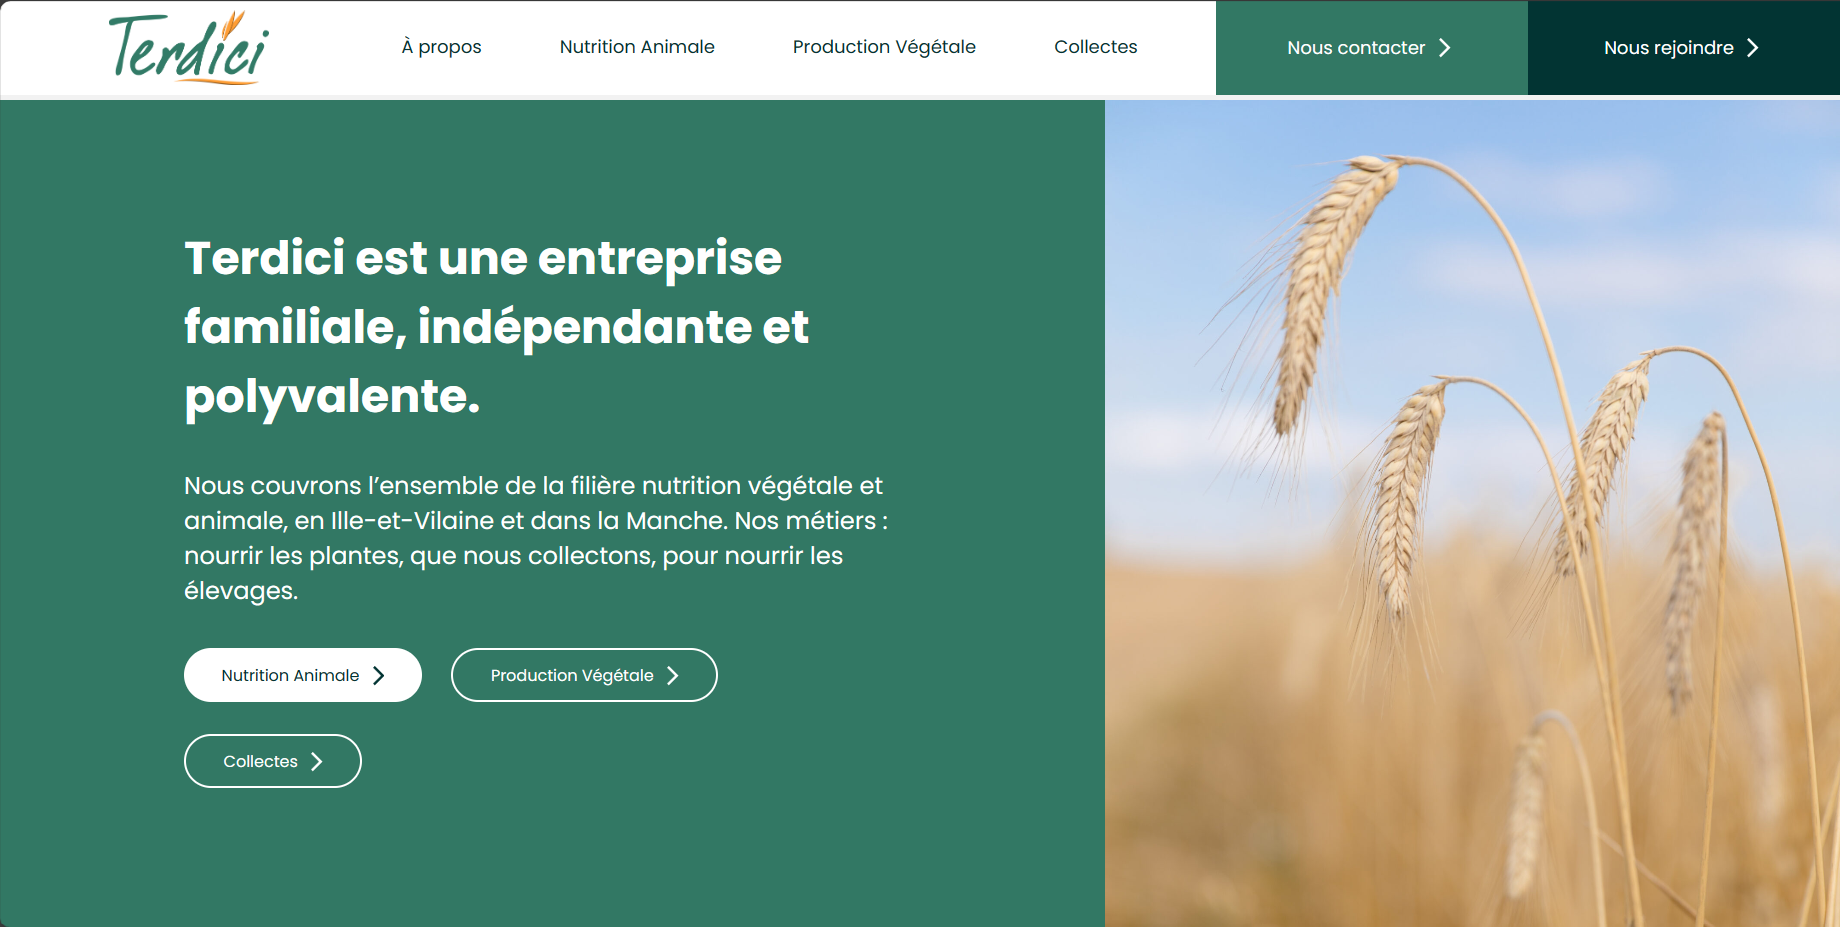 Terdici
À propos
Nutrition Animale
Production Végétale
Collectes
Nous contacter
Nous rejoindre
Terdici est une entreprise
familiale, indépendante et
polyvalente.
Nous couvrons l’ensemble de la filière nutrition végétale et
animale, en Ille-et-Vilaine et dans la Manche. Nos métiers :
nourrir les plantes, que nous collectons, pour nourrir les
élevages.
Nutrition Animale
Production Végétale
Collectes